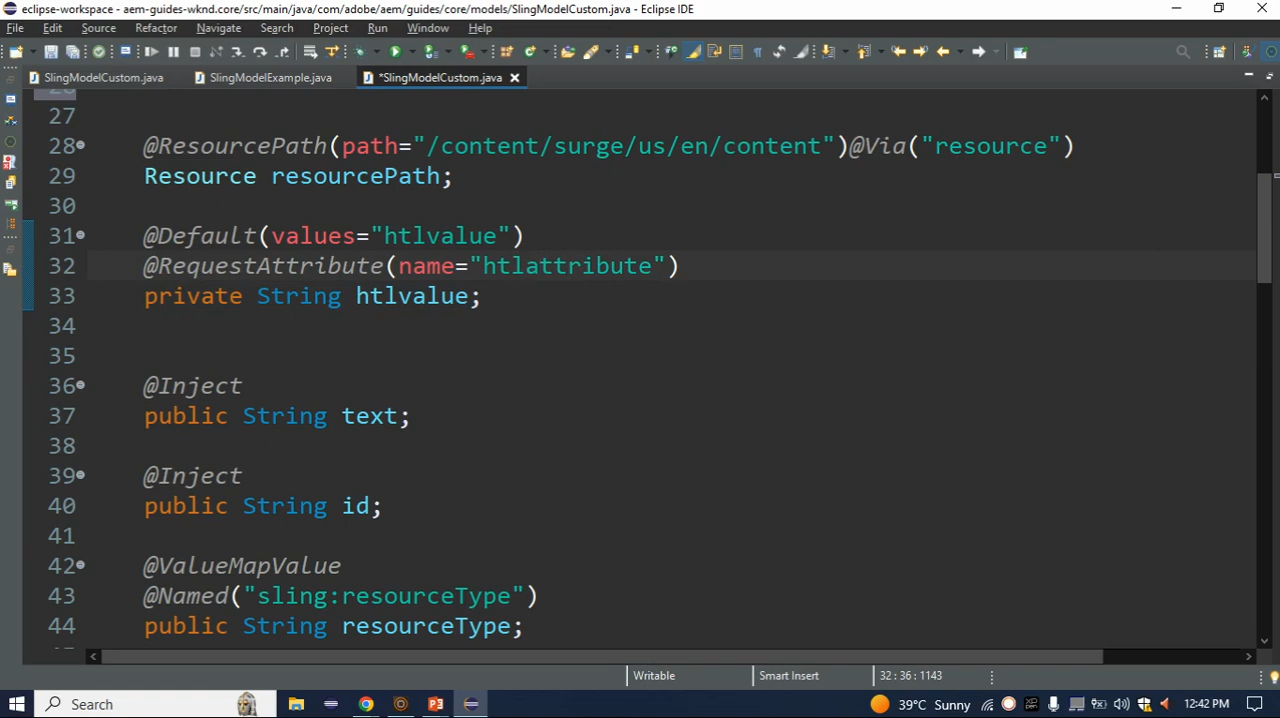 eclipse-workspace - aem-guides-wknd.core/src/main/java/com/adobe/aem/guides/core/models/SlingModelCustom.java - Eclipse IDE
File Edit Source Refactor Navigate Search Project Run Window Help
SlingModelCustom.java SlingModelExample.java *SlingModelCustom.java
27
28 @ResourcePath(path="/content/surge/us/en/content")@Via("resource")
29 Resource resourcePath;
30
31 @Default(values="htlvalue")
32 @RequestAttribute(name="htlattribute")
33 private String htlvalue;
34
35
36 @Inject
37 public String text;
38
39 @Inject
40 public String id;
41
42 @ValueMapValue
43 @Named("sling:resourceType")
44 public String resourceType;
Writable Smart Insert 32 : 36 : 1143
Search 39°C Sunny 12:42 PM